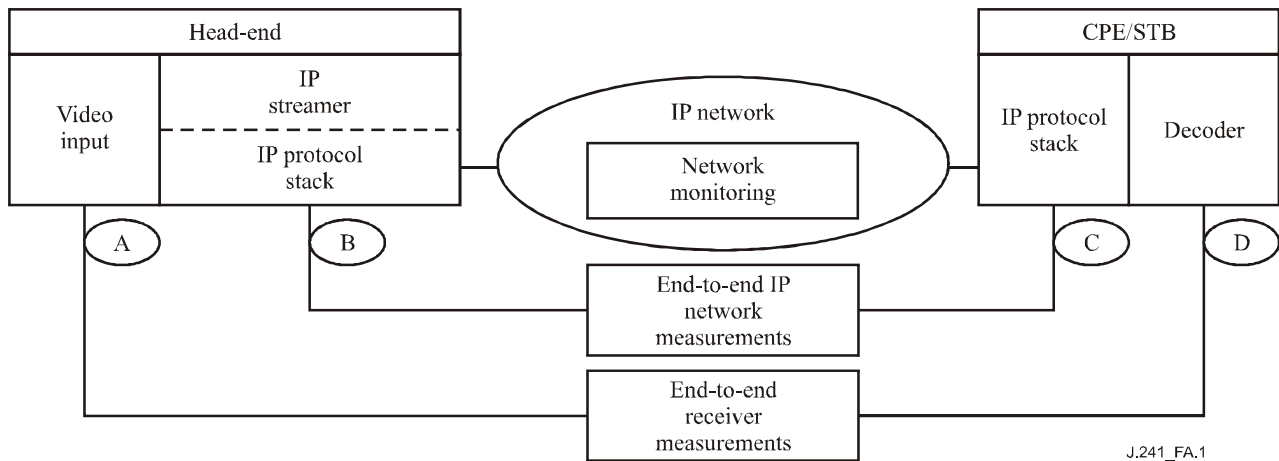 Head-end
CPE/STB
Video
input
IP
streamer
IP protocol
stack
IP network
Network
monitoring
IP protocol
stack
Decoder
A
B
C
D
End-to-end IP
network
measurements
End-to-end
receiver
measurements
J.241_FA.1